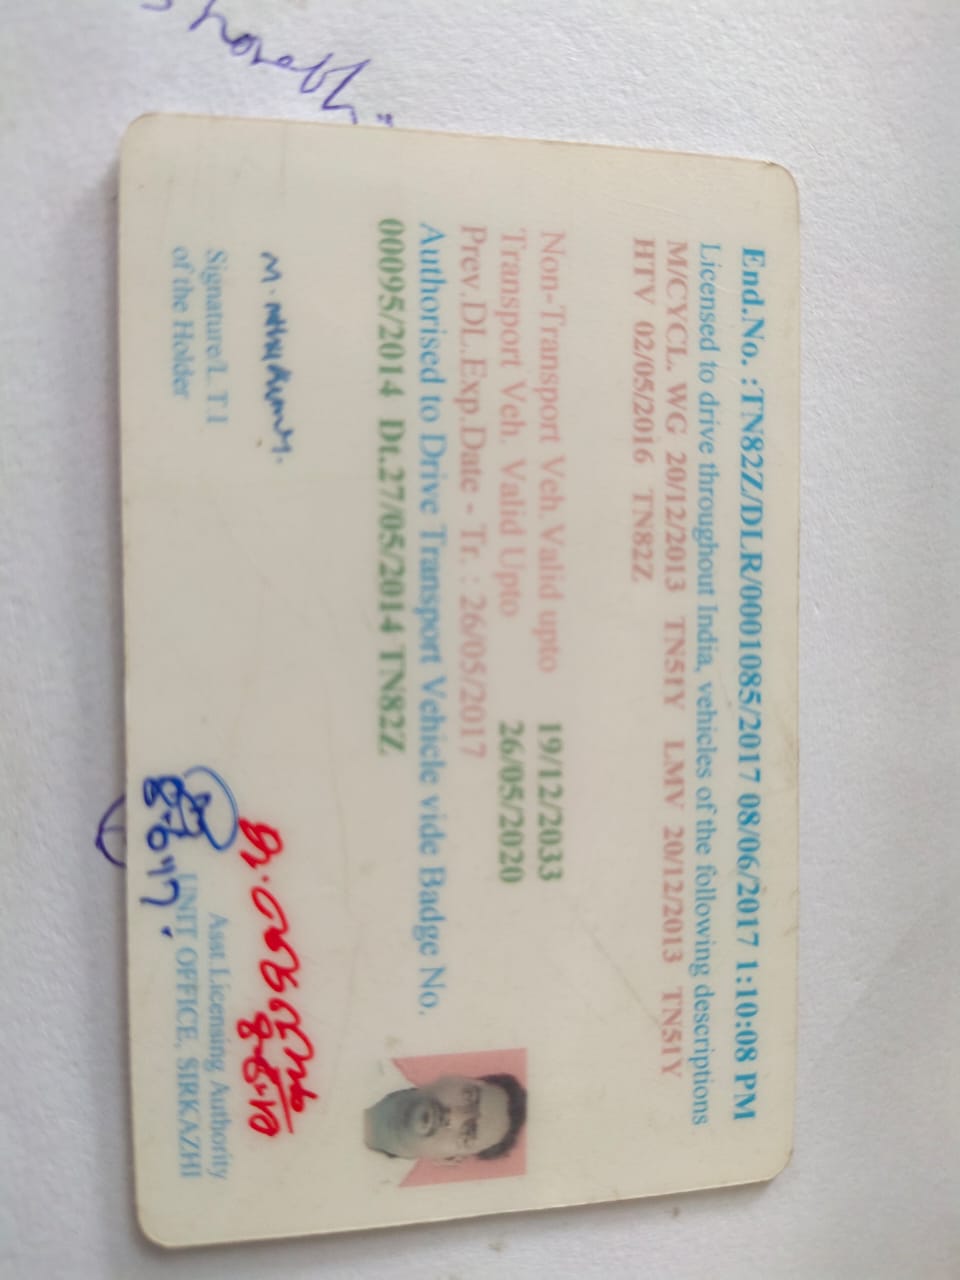 End.No. :TN82Z/DLR/0001085/2017 08/06/2017 1:10:08 PM
Licensed to drive throughout India, vehicles of the following descriptions
M/CYCL. WG 20/12/2013 TN51Y LMV 20/12/2013 TN51Y
HTV 02/05/2016 TN82Z
Non-Transport Veh.Valid upto 19/12/2033
Transport Veh. Valid Upto 26/05/2020
Prev.DL.Exp.Date - Tr. : 26/05/2017
Authorised to Drive Transport Vehicle vide Badge No.
00095/2014 Dt.27/05/2014 TN82Z
Signature/L.T.I
of the Holder
Asst.Licensing Authority
UNIT OFFICE, SIRKAZHI